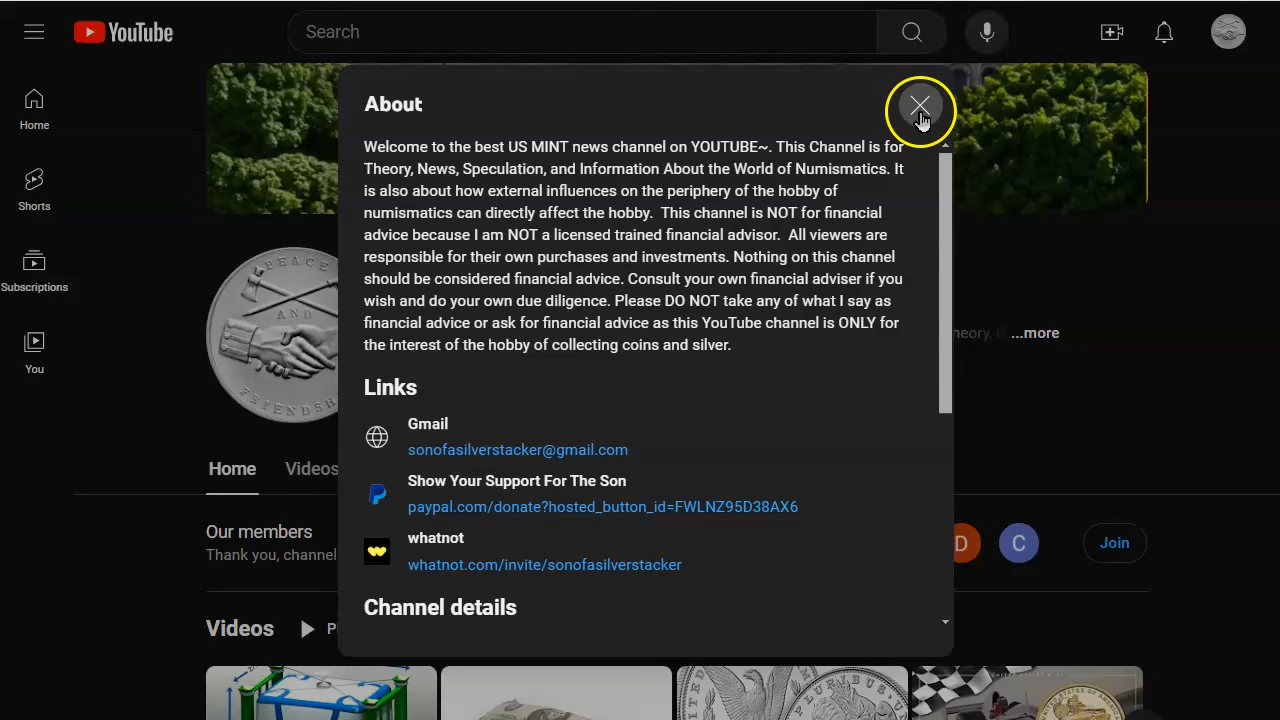 YouTube
Search
Home
Shorts
Subscriptions
You
PEACE
AND
About
Welcome to the best US MINT news channel on YOUTUBE~. This Channel is for
Theory, News, Speculation, and Information About the World of Numismatics. It
is also about how external influences on the periphery of the hobby of
numismatics can directly affect the hobby.  This channel is NOT for financial
advice because I am NOT a licensed trained financial advisor.  All viewers are
responsible for their own purchases and investments. Nothing on this channel
should be considered financial advice. Consult your own financial adviser if you
wish and do your own due diligence. Please DO NOT take any of what I say as
financial advice or ask for financial advice as this YouTube channel is ONLY for
the interest of the hobby of collecting coins and silver.
Links
Gmail
sonofasilverstacker@gmail.com
Show Your Support For The Son
paypal.com/donate?hosted_button_id=FWLNZ95D38AX6
whatnot
whatnot.com/invite/sonofasilverstacker
Channel details
...more
Home Videos
Our members
Thank you, channel
D
C
Join
Videos
PLURIBUS